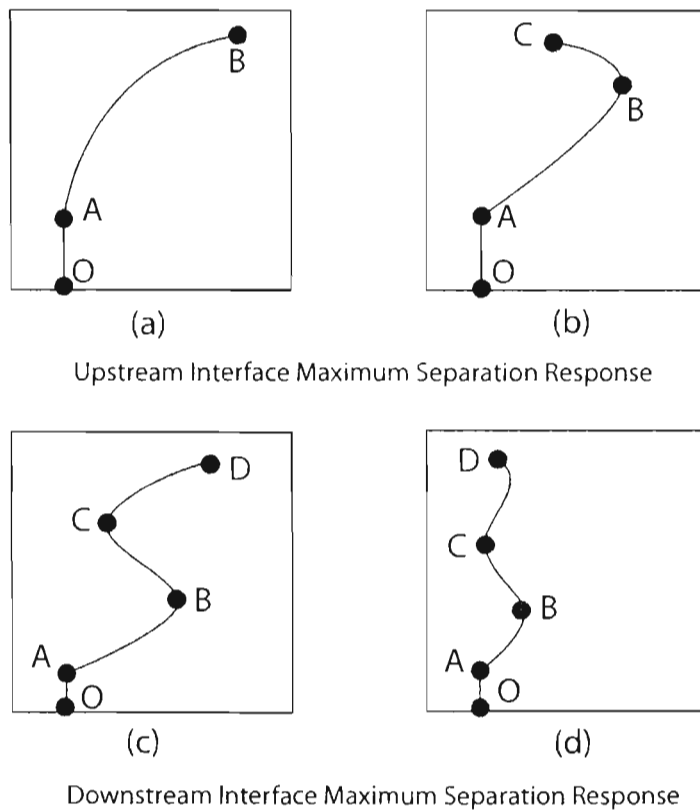 B
A
O
(a)
C
B
A
O
(b)
Upstream Interface Maximum Separation Response
D
C
B
A
O
(c)
D
C
B
A
O
(d)
Downstream Interface Maximum Separation Response